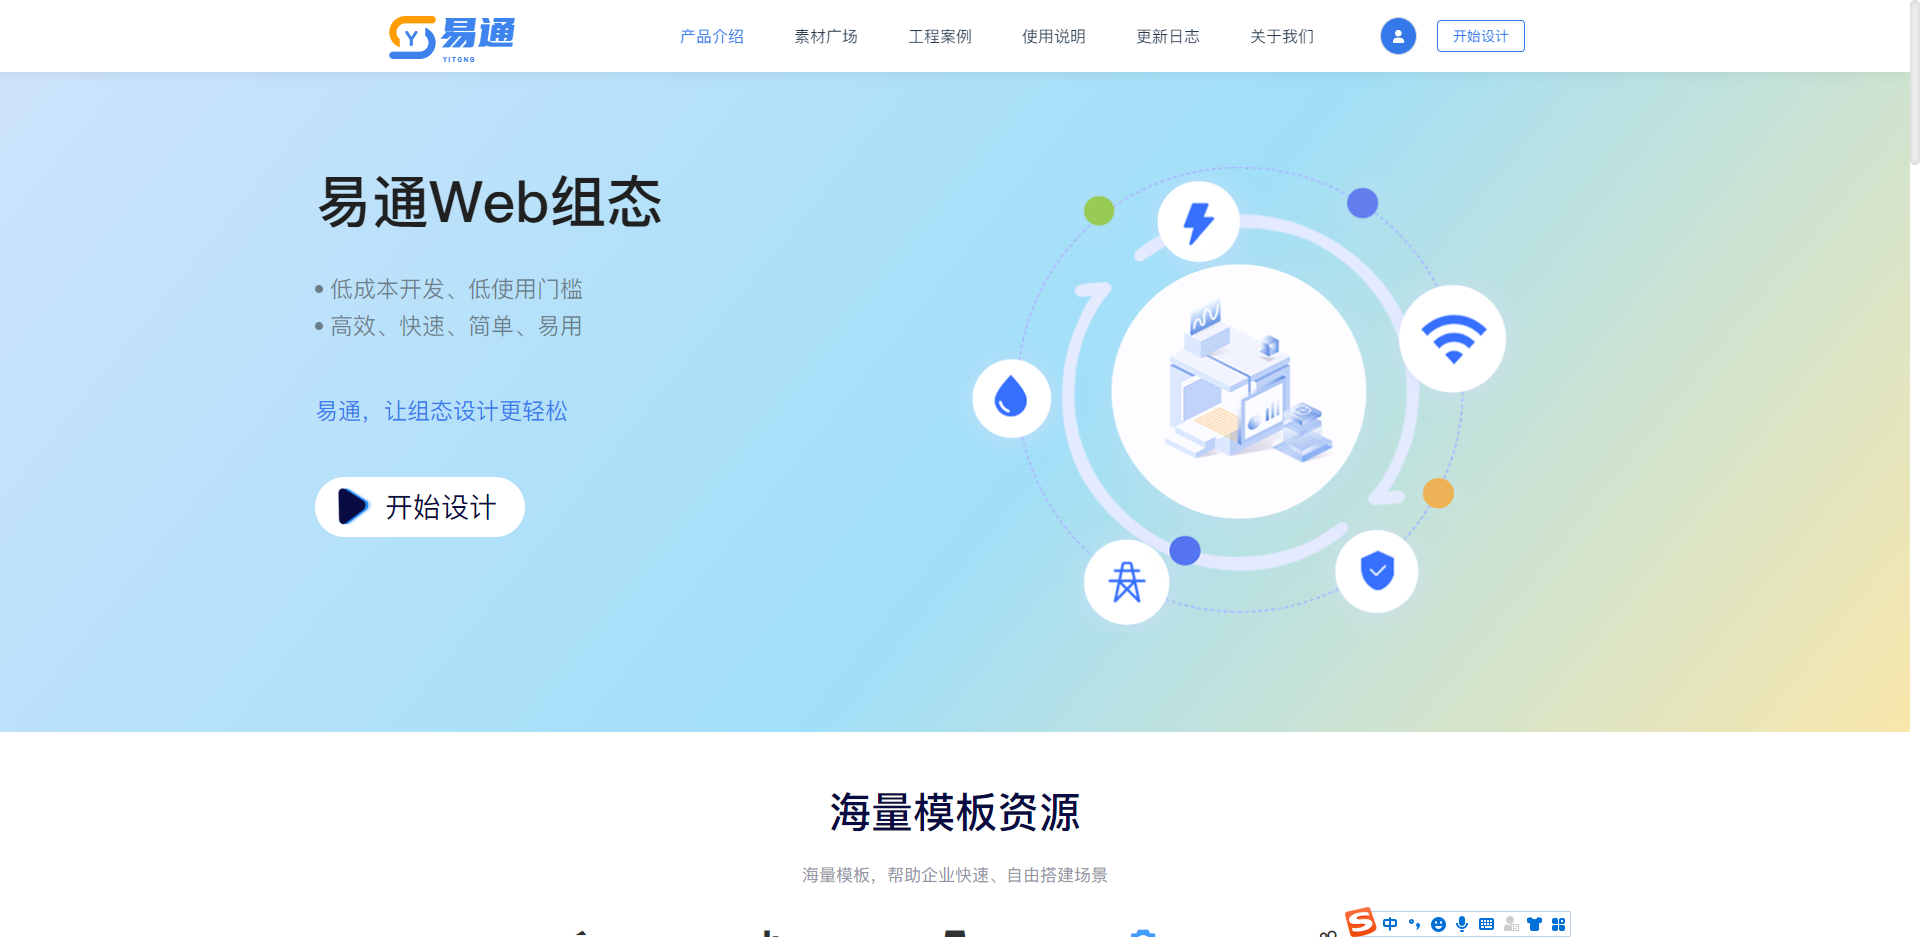 易通
YITONG
产品介绍 素材广场 工程案例 使用说明 更新日志 关于我们 开始设计
易通Web组态
低成本开发、低使用门槛
高效、快速、简单、易用
易通，让组态设计更轻松
开始设计
海量模板资源
海量模板，帮助企业快速、自由搭建场景
中